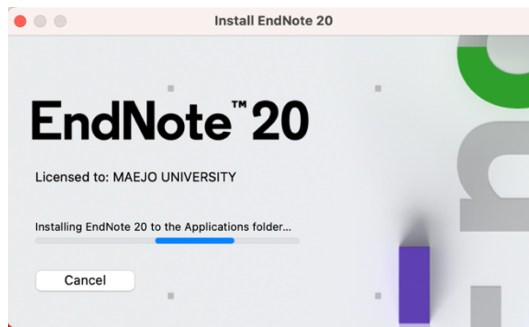 Install EndNote 20
EndNote™ 20
Licensed to: MAEJO UNIVERSITY
Installing EndNote 20 to the Applications folder...
Cancel